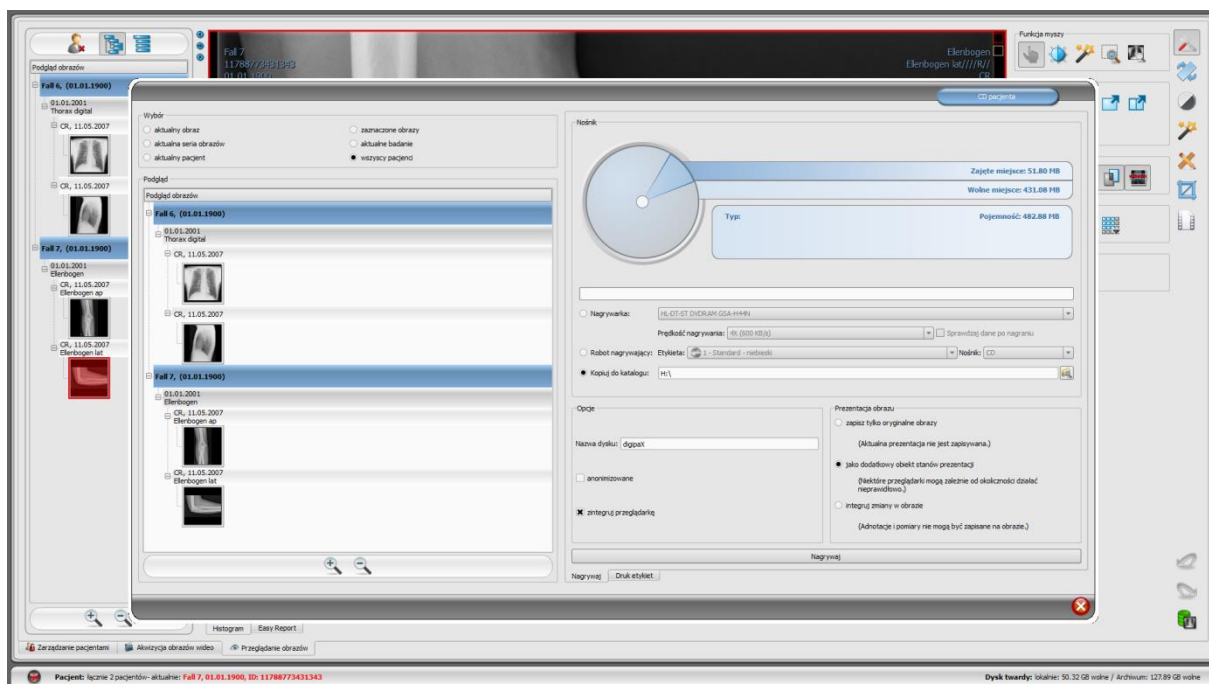 Funkcja myszy
Podgląd obrazów
Fall 6, (01.01.1900)
01.01.2001
Thorax digital
CR, 11.05.2007
CR, 11.05.2007
Fall 7, (01.01.1900)
01.01.2001
Ellenbogen
CR, 11.05.2007
Ellenbogen ap
CR, 11.05.2007
Ellenbogen lat
Fall 7
11788773431343
01.01.1900
Ellenbogen
Ellenbogen lat////R//
CR
CD pacjenta
Wybór
aktualny obraz
zaznaczone obrazy
aktualna seria obrazów
aktualne badanie
aktualny pacjent
wszyscy pacjenci
Podgląd
Podgląd obrazów
Fall 6, (01.01.1900)
01.01.2001
Thorax digital
CR, 11.05.2007
CR, 11.05.2007
Fall 7, (01.01.1900)
01.01.2001
Ellenbogen
CR, 11.05.2007
Ellenbogen ap
CR, 11.05.2007
Ellenbogen lat
Nośnik
Zajęte miejsce: 51.80 MB
Wolne miejsce: 431.08 MB
Typ: Pojemność: 482.88 MB
Nagrywarka: HL-DT-ST DVDRAM GSA-H44N
Prędkość nagrywania: 4X (600 KB/s) Sprawdzaj dane po nagraniu
Robot nagrywający: Etykieta: 1 - Standard - niebieski Nośnik: CD
Kopiuj do katalogu: H:\
Opcje
Nazwa dysku: digipaX
anonimizowane
zintegruj przeglądarkę
Prezentacja obrazu
zapisz tylko oryginalne obrazy
(Aktualna prezentacja nie jest zapisywana.)
jako dodatkowy obiekt stanów prezentacji
(Niektóre przeglądarki mogą zależnie od okoliczności działać
nieprawidłowo.)
integruj zmiany w obrazie
(Adnotacje i pomiary nie mogą być zapisane na obrazie.)
Nagrywaj
Nagrywaj Druk etykiet
Histogram Easy Report
Zarządzanie pacjentami Akwizycja obrazów wideo Przeglądanie obrazów
Pacjent: łącznie 2 pacjentów- aktualnie: Fall 7, 01.01.1900, ID: 11788773431343
Dysk twardy: lokalnie: 50.32 GB wolne / Archiwum: 127.89 GB wolne